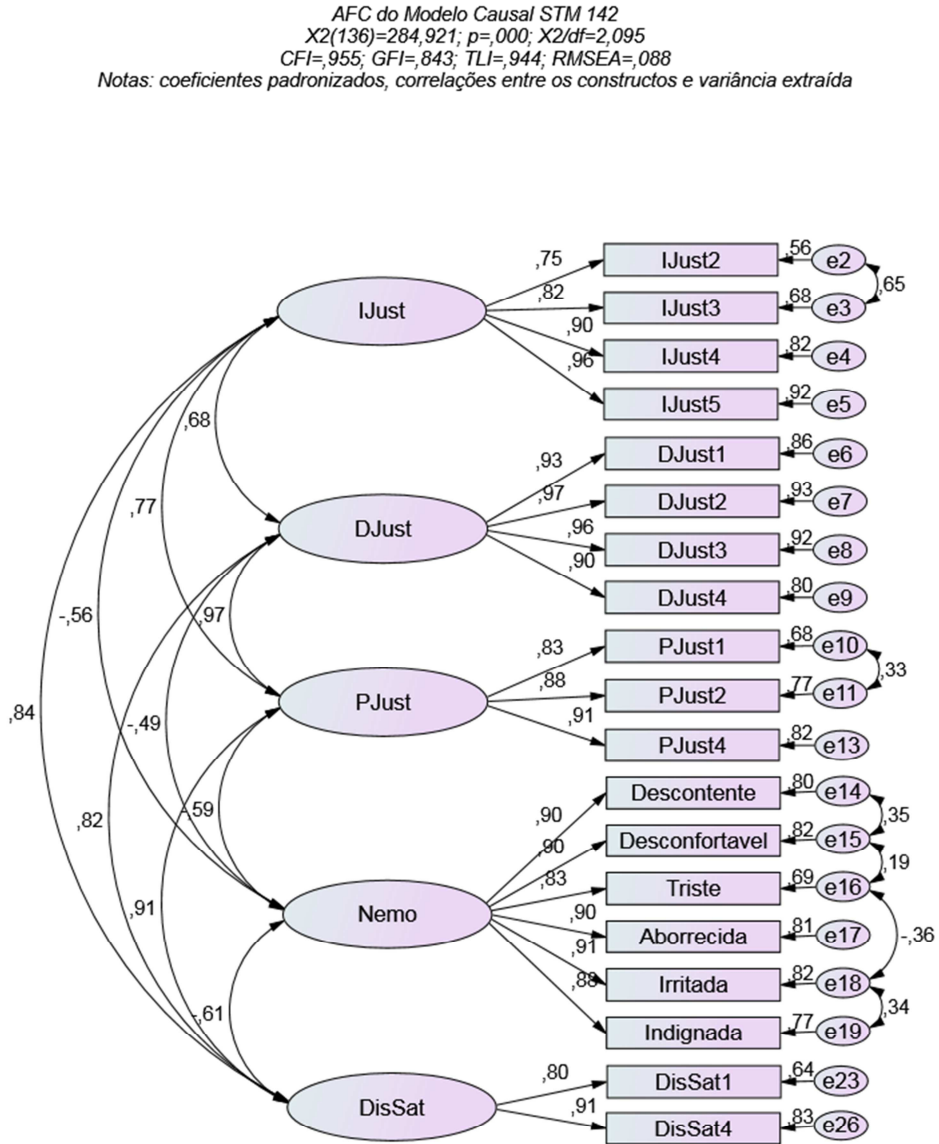 AFC do Modelo Causal STM 142
X2(136)=284,921; p=,000; X2/df=2,095
CFI=,955; GFI=,843; TLI=,944; RMSEA=,088
Notas: coeficientes padronizados, correlações entre os constructos e variância extraída
,75 IJust2 ,56 e2
,65
IJust ,82 IJust3 ,68 e3
,90 IJust4 ,82 e4
,96 IJust5 ,92 e5
,68
,93 DJust1 ,86 e6
,77 ,97 DJust2 ,93 e7
DJust ,96 DJust3 ,92 e8
,90 DJust4 ,80 e9
-,56 ,97
,83 PJust1 ,68 e10
,33
,88 PJust2 ,77 e11
PJust ,91 PJust4 ,82 e13
,84 -,49
,90 Descontente ,80 e14
,35
,82 -,59 ,90 Desconfortavel ,82 e15
,19
,83 Triste ,69 e16
,91 Nemo ,90 Aborrecida ,81 e17
-,36
,91 Irritada ,82 e18
,34
,88 Indignada ,77 e19
-,61
,80 DisSat1 ,64 e23
DisSat ,91 DisSat4 ,83 e26